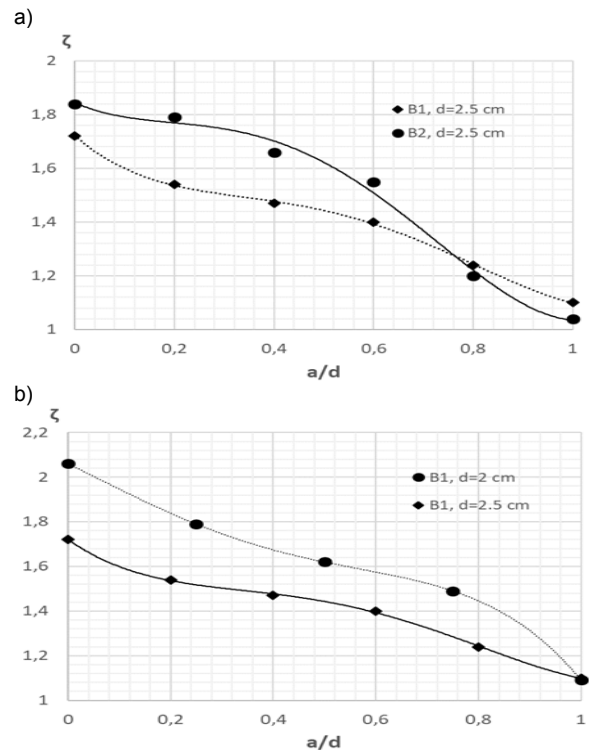 a)
ζ
2
1,8
1,6
1,4
1,2
1
B1, d=2.5 cm
B2, d=2.5 cm
0 0,2 0,4 0,6 0,8 1
a/d
b)
ζ
2,2
2
1,8
1,6
1,4
1,2
1
B1, d=2 cm
B1, d=2.5 cm
0 0,2 0,4 0,6 0,8 1
a/d